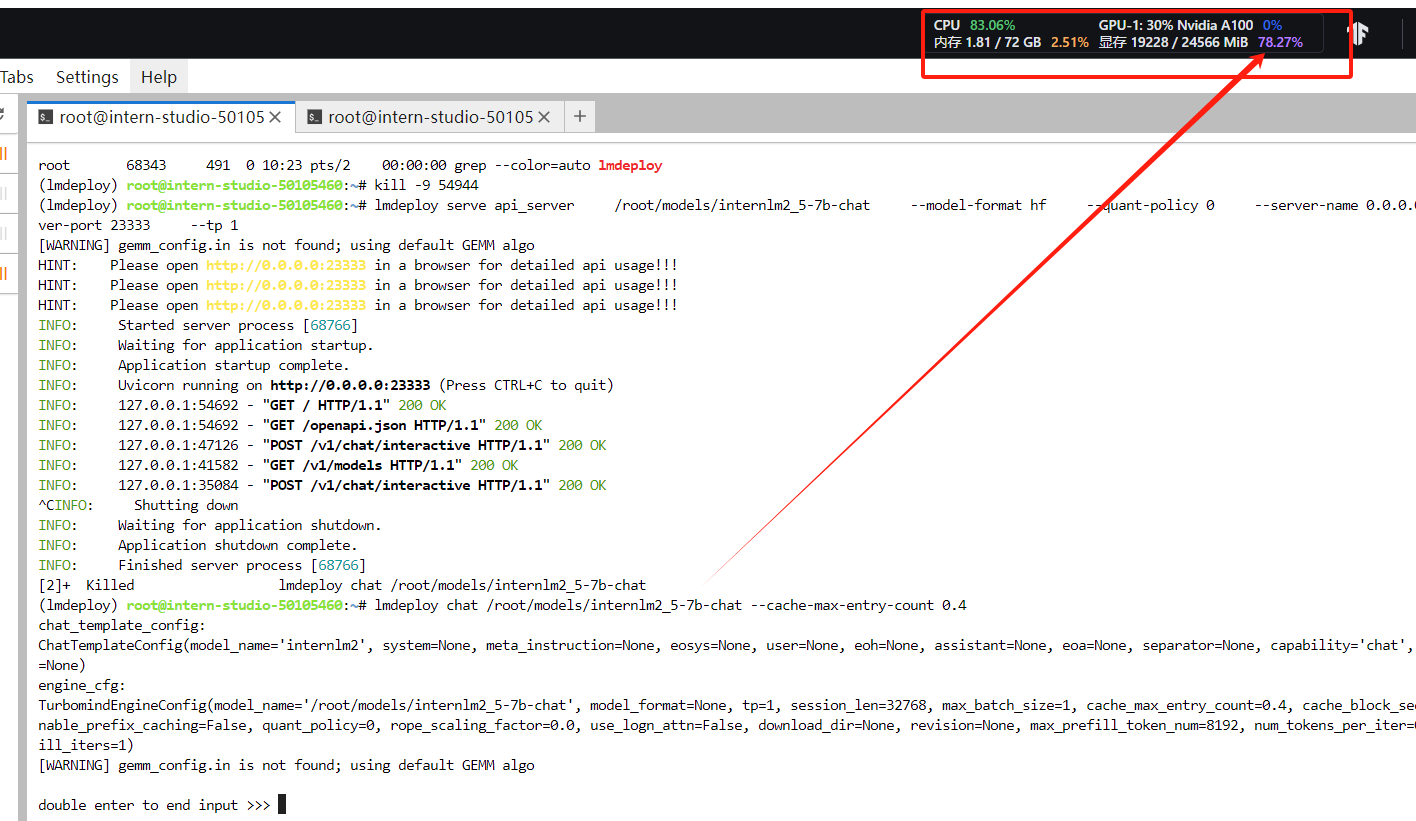 CPU 83.06% GPU-1: 30% Nvidia A100 0%
内存 1.81 / 72 GB 2.51% 显存 19228 / 24566 MiB 78.27%
Tabs Settings Help
root@intern-studio-50105 root@intern-studio-50105
root 68343 491 0 10:23 pts/2 00:00:00 grep --color=auto lmdeploy
(lmdeploy) root@intern-studio-50105460:~# kill -9 54944
(lmdeploy) root@intern-studio-50105460:~# lmdeploy serve api_server /root/models/internlm2_5-7b-chat --model-format hf --quant-policy 0 --server-name 0.0.0.0
ver-port 23333 --tp 1
[WARNING] gemm_config.in is not found; using default GEMM algo
HINT: Please open http://0.0.0.0:23333 in a browser for detailed api usage!!!
HINT: Please open http://0.0.0.0:23333 in a browser for detailed api usage!!!
HINT: Please open http://0.0.0.0:23333 in a browser for detailed api usage!!!
INFO: Started server process [68766]
INFO: Waiting for application startup.
INFO: Application startup complete.
INFO: Uvicorn running on http://0.0.0.0:23333 (Press CTRL+C to quit)
INFO: 127.0.0.1:54692 - "GET / HTTP/1.1" 200 OK
INFO: 127.0.0.1:54692 - "GET /openapi.json HTTP/1.1" 200 OK
INFO: 127.0.0.1:47126 - "POST /v1/chat/interactive HTTP/1.1" 200 OK
INFO: 127.0.0.1:41582 - "GET /v1/models HTTP/1.1" 200 OK
INFO: 127.0.0.1:35084 - "POST /v1/chat/interactive HTTP/1.1" 200 OK
^CINFO: Shutting down
INFO: Waiting for application shutdown.
INFO: Application shutdown complete.
INFO: Finished server process [68766]
[2]+ Killed lmdeploy chat /root/models/internlm2_5-7b-chat
(lmdeploy) root@intern-studio-50105460:~# lmdeploy chat /root/models/internlm2_5-7b-chat --cache-max-entry-count 0.4
chat_template_config:
ChatTemplateConfig(model_name='internlm2', system=None, meta_instruction=None, eosys=None, user=None, eoh=None, assistant=None, eoa=None, separator=None, capability='chat',
=None)
engine_cfg:
TurbomindEngineConfig(model_name='/root/models/internlm2_5-7b-chat', model_format=None, tp=1, session_len=32768, max_batch_size=1, cache_max_entry_count=0.4, cache_block_sec
nable_prefix_caching=False, quant_policy=0, rope_scaling_factor=0.0, use_logn_attn=False, download_dir=None, revision=None, max_prefill_token_num=8192, num_tokens_per_iter=
ill_iters=1)
[WARNING] gemm_config.in is not found; using default GEMM algo
double enter to end input >>>